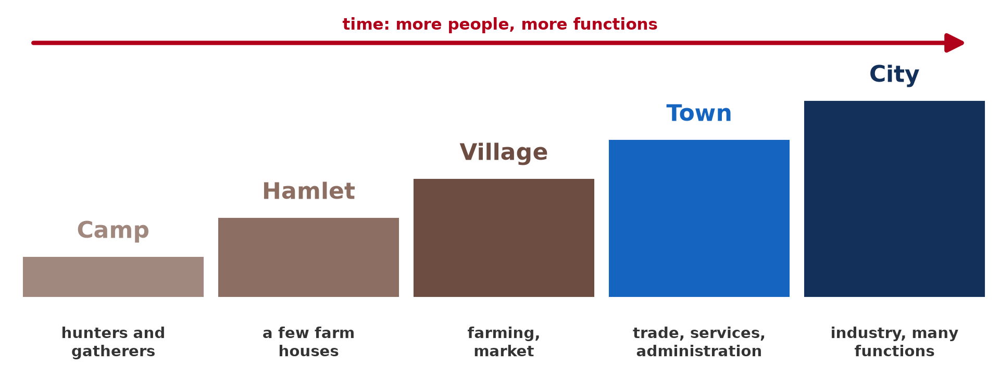 time: more people, more functions
City
Town
Village
Hamlet
Camp
hunters and
gatherers
a few farm
houses
farming,
market
trade, services,
administration
industry, many
functions